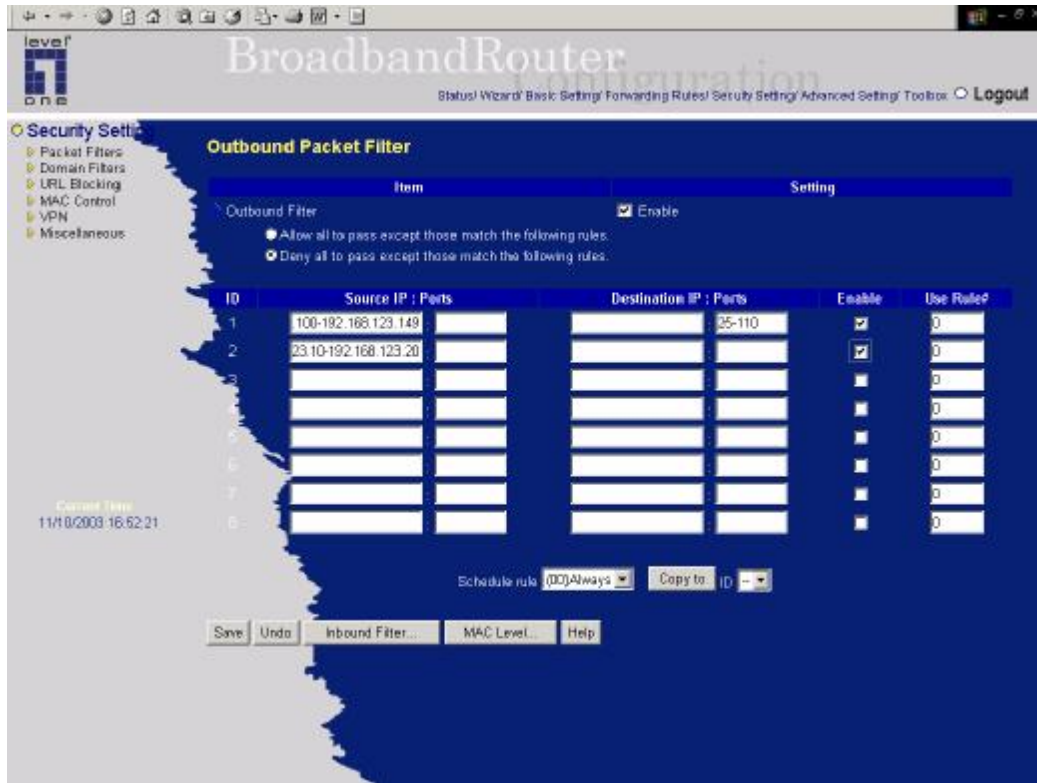 level
one
BroadbandRouter
Configuration
Status/ Wizard/ Basic Setting/ Forwarding Rules/ Security Setting/ Advanced Setting/ Toolbox Logout
Security Setting
Packet Filters
Domain Filters
URL Blocking
MAC Control
VPN
Miscellaneous
Current Time
11/10/2003 16:52:21
Outbound Packet Filter
Item Setting
Outbound Filter Enable
Allow all to pass except those match the following rules.
Deny all to pass except those match the following rules.
ID Source IP : Ports Destination IP : Ports Enable Use Rule#
1 100-192.168.123.149 : : 25-110 0
2 23.10-192.168.123.20 : : 0
3 : : 0
4 : : 0
5 : : 0
6 : : 0
7 : : 0
8 : : 0
Schedule rule (00)Always Copy to ID --
Save Undo Inbound Filter... MAC Level... Help